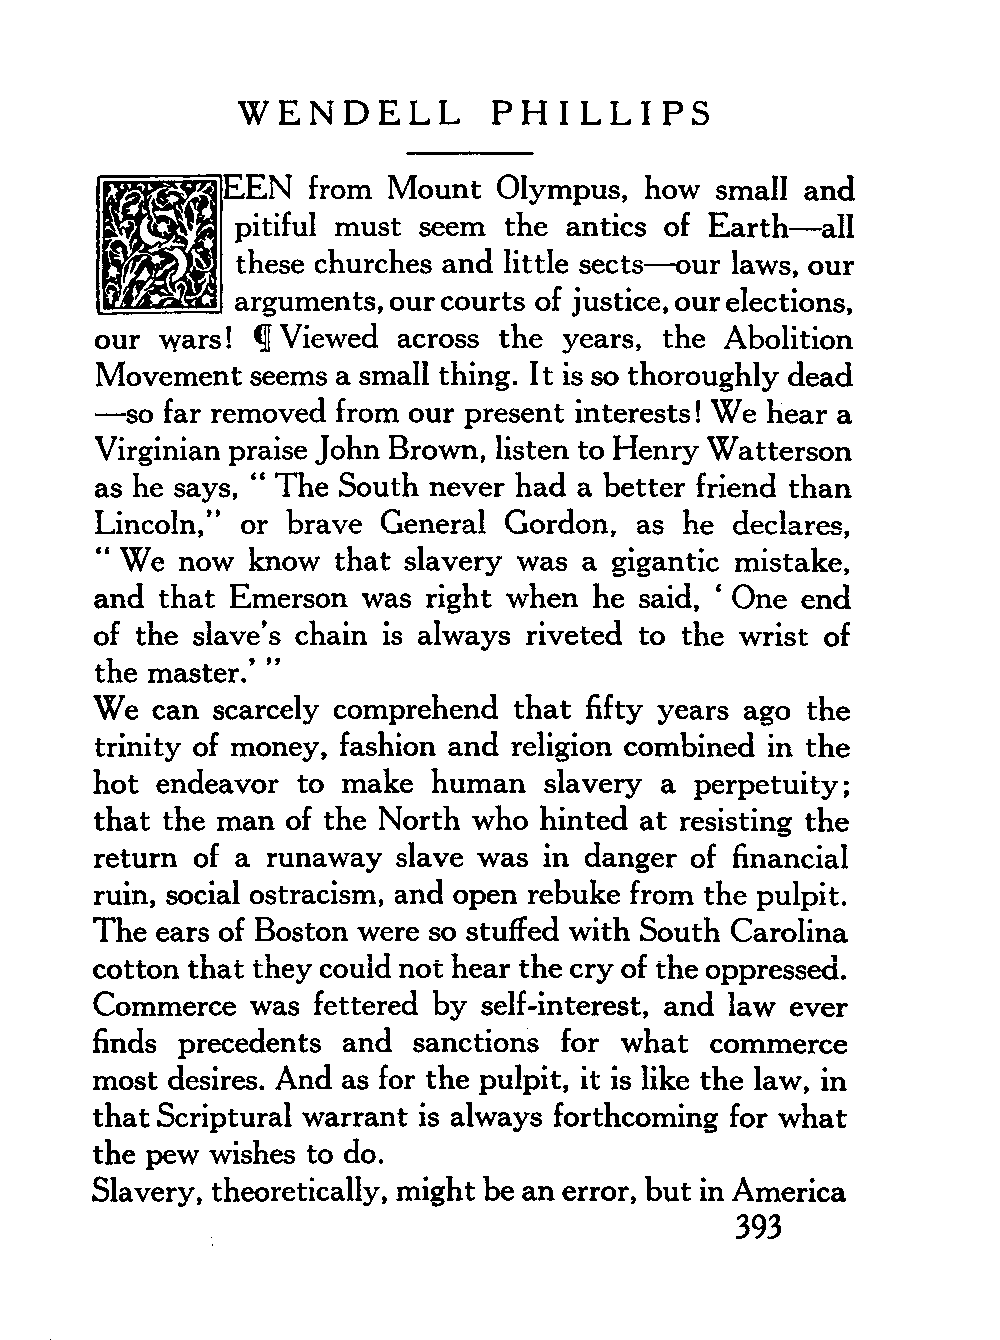 WENDELL PHILLIPS
SEEN from Mount Olympus, how small and
pitiful must seem the antics of Earth—all
these churches and little sects—our laws, our
arguments, our courts of justice, our elections,
our wars! ¶ Viewed across the years, the Abolition
Movement seems a small thing. It is so thoroughly dead
—so far removed from our present interests! We hear a
Virginian praise John Brown, listen to Henry Watterson
as he says, “ The South never had a better friend than
Lincoln,” or brave General Gordon, as he declares,
“ We now know that slavery was a gigantic mistake,
and that Emerson was right when he said, ‘ One end
of the slave's chain is always riveted to the wrist of
the master.’ ”
We can scarcely comprehend that fifty years ago the
trinity of money, fashion and religion combined in the
hot endeavor to make human slavery a perpetuity;
that the man of the North who hinted at resisting the
return of a runaway slave was in danger of financial
ruin, social ostracism, and open rebuke from the pulpit.
The ears of Boston were so stuffed with South Carolina
cotton that they could not hear the cry of the oppressed.
Commerce was fettered by self-interest, and law ever
finds precedents and sanctions for what commerce
most desires. And as for the pulpit, it is like the law, in
that Scriptural warrant is always forthcoming for what
the pew wishes to do.
Slavery, theoretically, might be an error, but in America
393